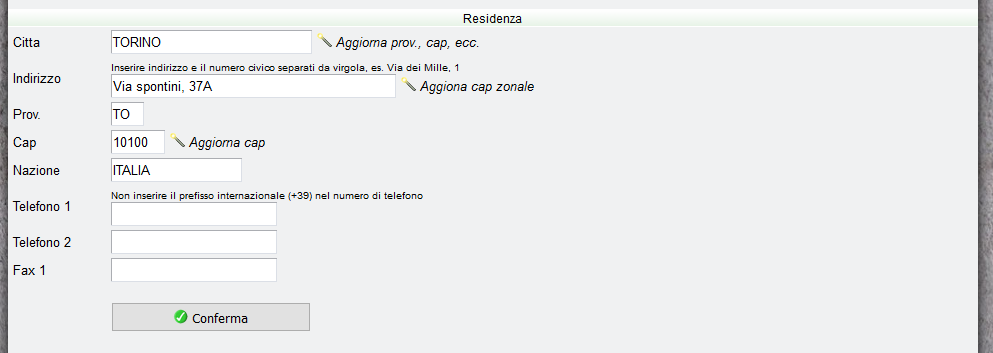 Residenza
Citta TORINO Aggiorna prov., cap, ecc.
Inserire indirizzo e il numero civico separati da virgola, es. Via dei Mille, 1
Indirizzo Via spontini, 37A Aggiona cap zonale
Prov. TO
Cap 10100 Aggiorna cap
Nazione ITALIA
Non inserire il prefisso internazionale (+39) nel numero di telefono
Telefono 1
Telefono 2
Fax 1
Conferma